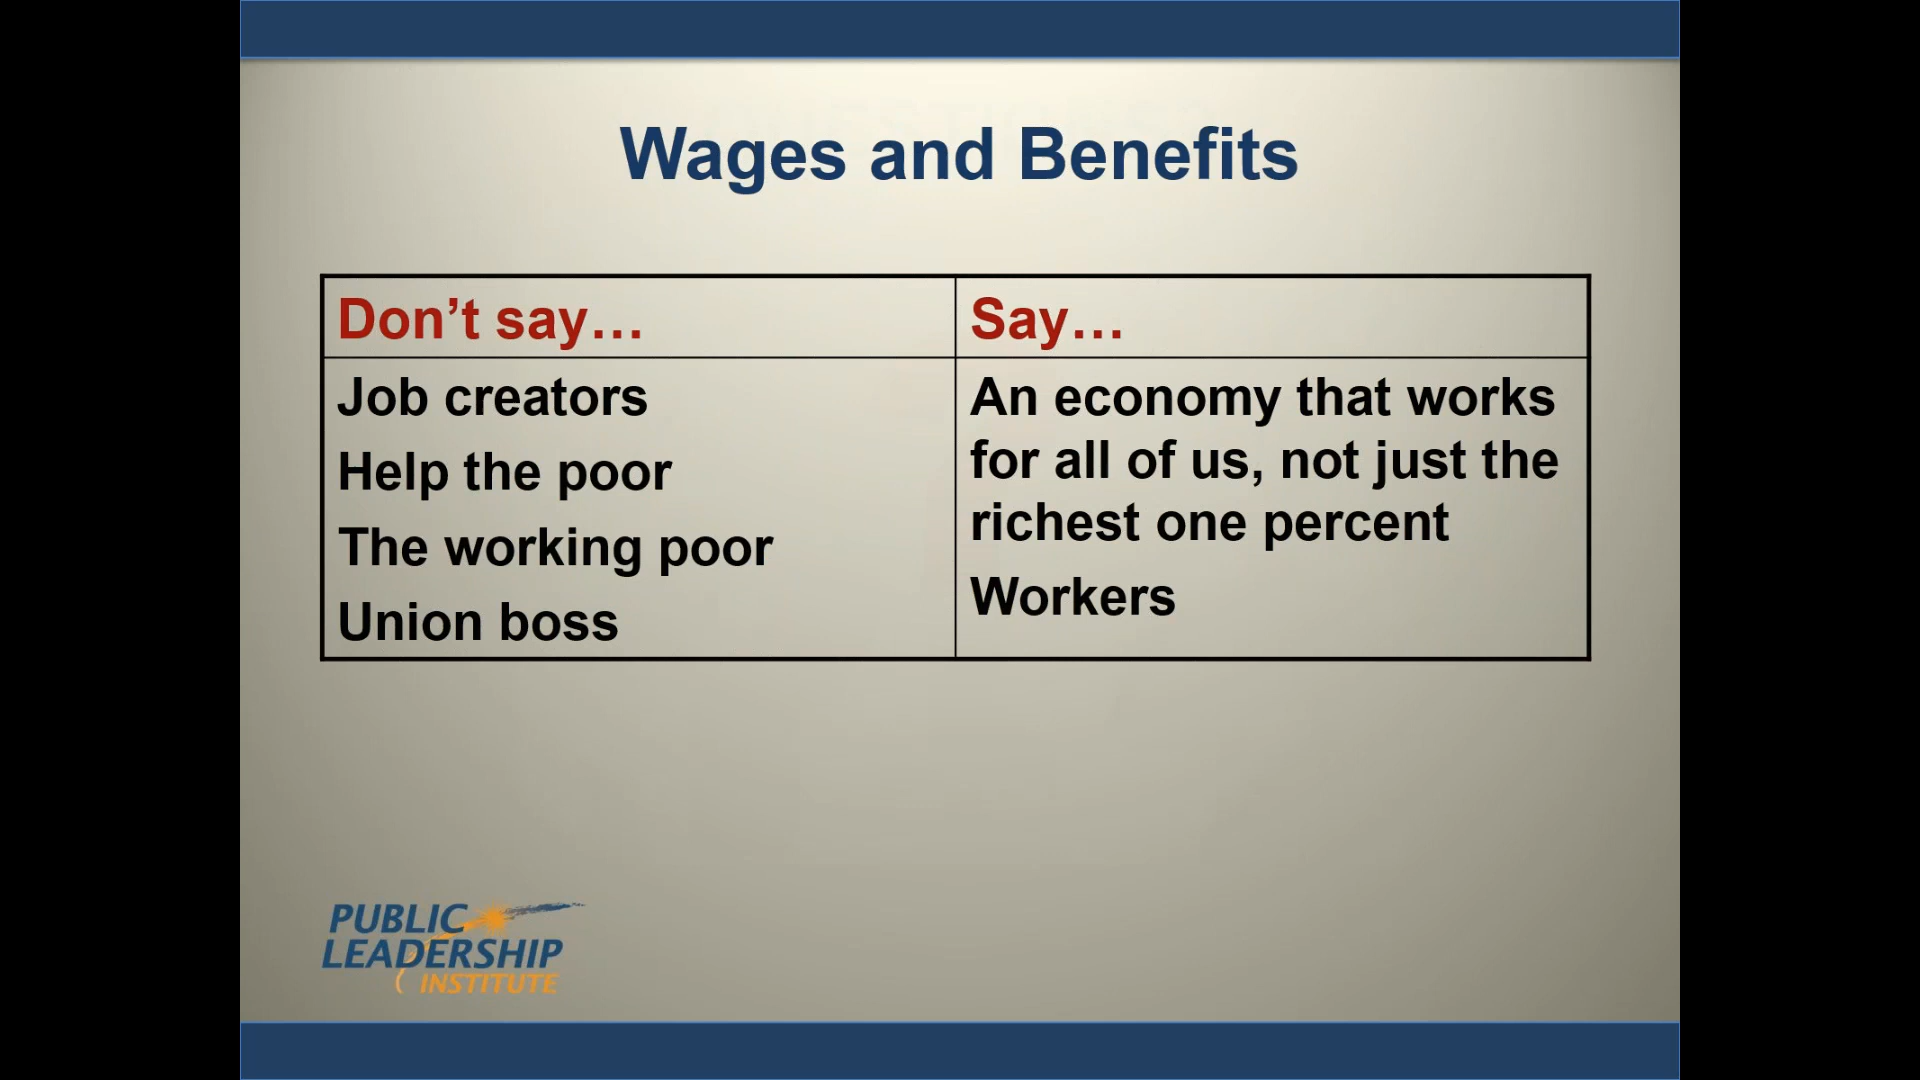 Wages and Benefits
Don’t say…
Say…
Job creators
Help the poor
The working poor
Union boss
An economy that works
for all of us, not just the
richest one percent
Workers
PUBLIC
LEADERSHIP
INSTITUTE